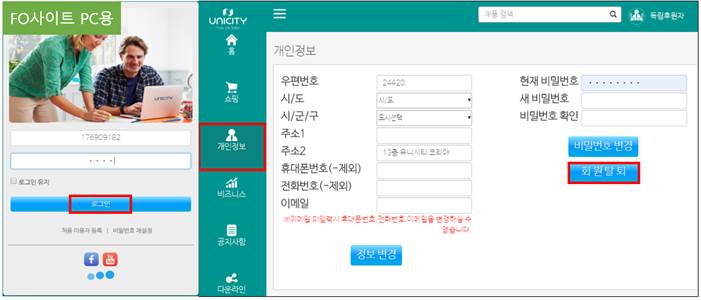 FO사이트 PC용
UNICITY
176909182
로그인 유지
로그인
처음 이용자 등록 | 비밀번호 재설정
UNICITY
홈
쇼핑
개인정보
비즈니스
공지사항
다운라인
제품 검색
독립후원자
개인정보
우편번호
24420
시/도
시/도
시/군/구
도시선택
주소1
주소2
13층 유니시티 코리아
휴대폰번호(-제외)
전화번호(-제외)
이메일
※이메일 미입력시 휴대폰번호, 전화번호,이메일을 변경하실 수
없습니다.
정보 변경
현재 비밀번호
새 비밀번호
비밀번호 확인
비밀번호 변경
회원탈퇴